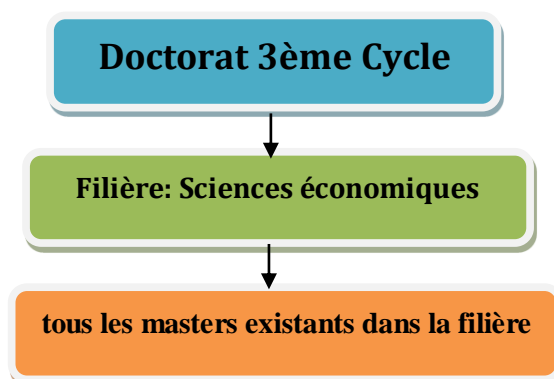 Doctorat 3ème Cycle
Filière: Sciences économiques
tous les masters existants dans la filière